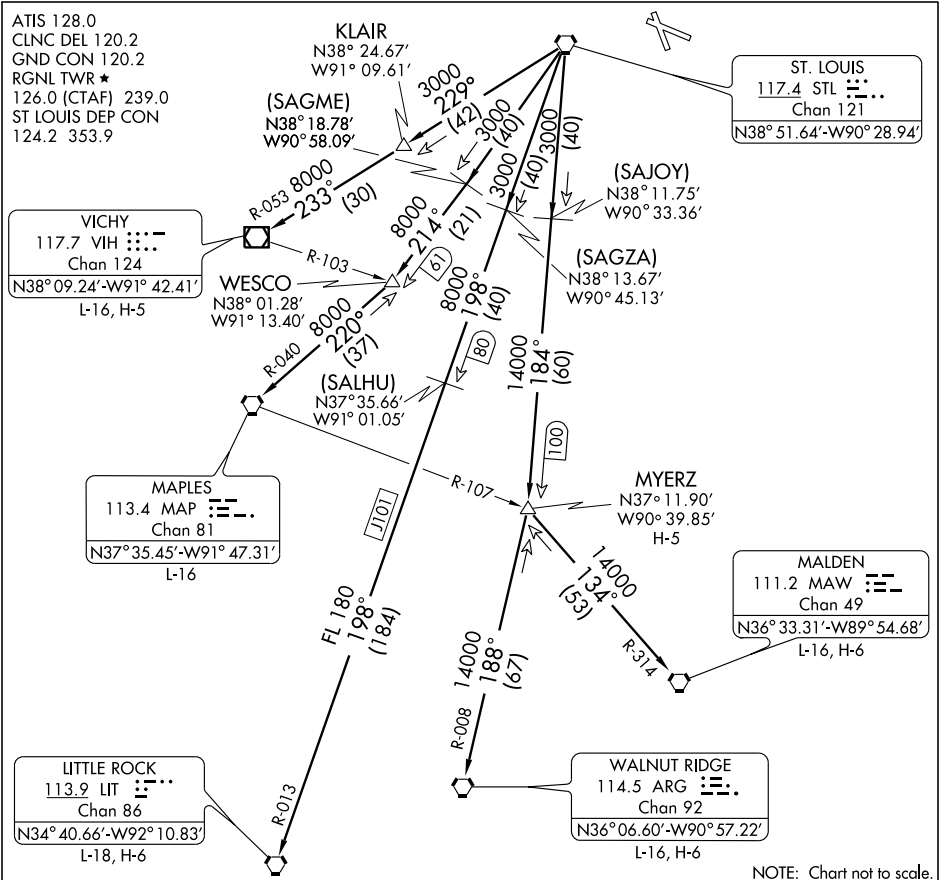 ATIS 128.0
CLNC DEL 120.2
GND CON 120.2
RGNL TWR ★
126.0 (CTAF) 239.0
ST LOUIS DEP CON
124.2 353.9
KLAIR
N38° 24.67’
W91° 09.61’
(SAGME)
N38° 18.78’
W90° 58.09’
ST. LOUIS
117.4 STL
Chan 121
N38° 51.64’-W90° 28.94’
3000
229°
(42)
3000
(40)
3000
(40)
3000
(40)
(SAJOY)
N38° 11.75’
W90° 33.36’
(SAGZA)
N38° 13.67’
W90° 45.13’
R-053
8000
233°
(30)
VICHY
117.7 VIH
Chan 124
N38° 09.24’-W91° 42.41’
L-16, H-5
R-103
8000
214°
(21)
61
WESCO
N38° 01.28’
W91° 13.40’
8000
198°
(40)
80
14000
184°
(60)
100
R-040
8000
220°
(37)
(SALHU)
N37° 35.66’
W91° 01.05’
MAPLES
113.4 MAP
Chan 81
N37° 35.45’-W91° 47.31’
L-16
R-107
MYERZ
N37° 11.90’
W90° 39.85’
H-5
J101
FL 180
198°
(184)
R-013
14000
134°
(53)
R-314
MALDEN
111.2 MAW
Chan 49
N36° 33.31’-W89° 54.68’
L-16, H-6
14000
188°
(67)
R-008
WALNUT RIDGE
114.5 ARG
Chan 92
N36° 06.60’-W90° 57.22’
L-16, H-6
LITTLE ROCK
113.9 LIT
Chan 86
N34° 40.66’-W92° 10.83’
L-18, H-6
NOTE: Chart not to scale.